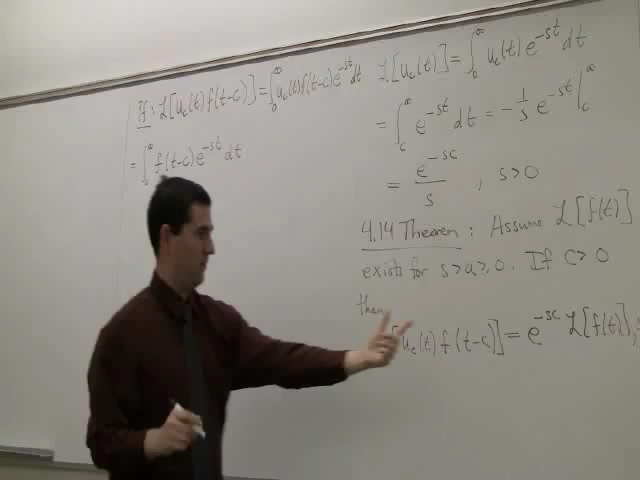 Pf: ℒ[u_c(t) f(t-c)] = ∫_0^∞ u_c(t) f(t-c) e^{-st} dt
= ∫_c^∞ f(t-c) e^{-st} dt
ℒ[u_c(t)] = ∫_0^∞ u_c(t) e^{-st} dt
= ∫_c^∞ e^{-st} dt = -1/s e^{-st} |_c^∞
= e^{-sc}/s , s>0
4.14 Theorem: Assume ℒ[f(t)]
exists for s>a≥0. If c>0
then
[u_c(t) f(t-c)] = e^{-sc} ℒ[f(t)],